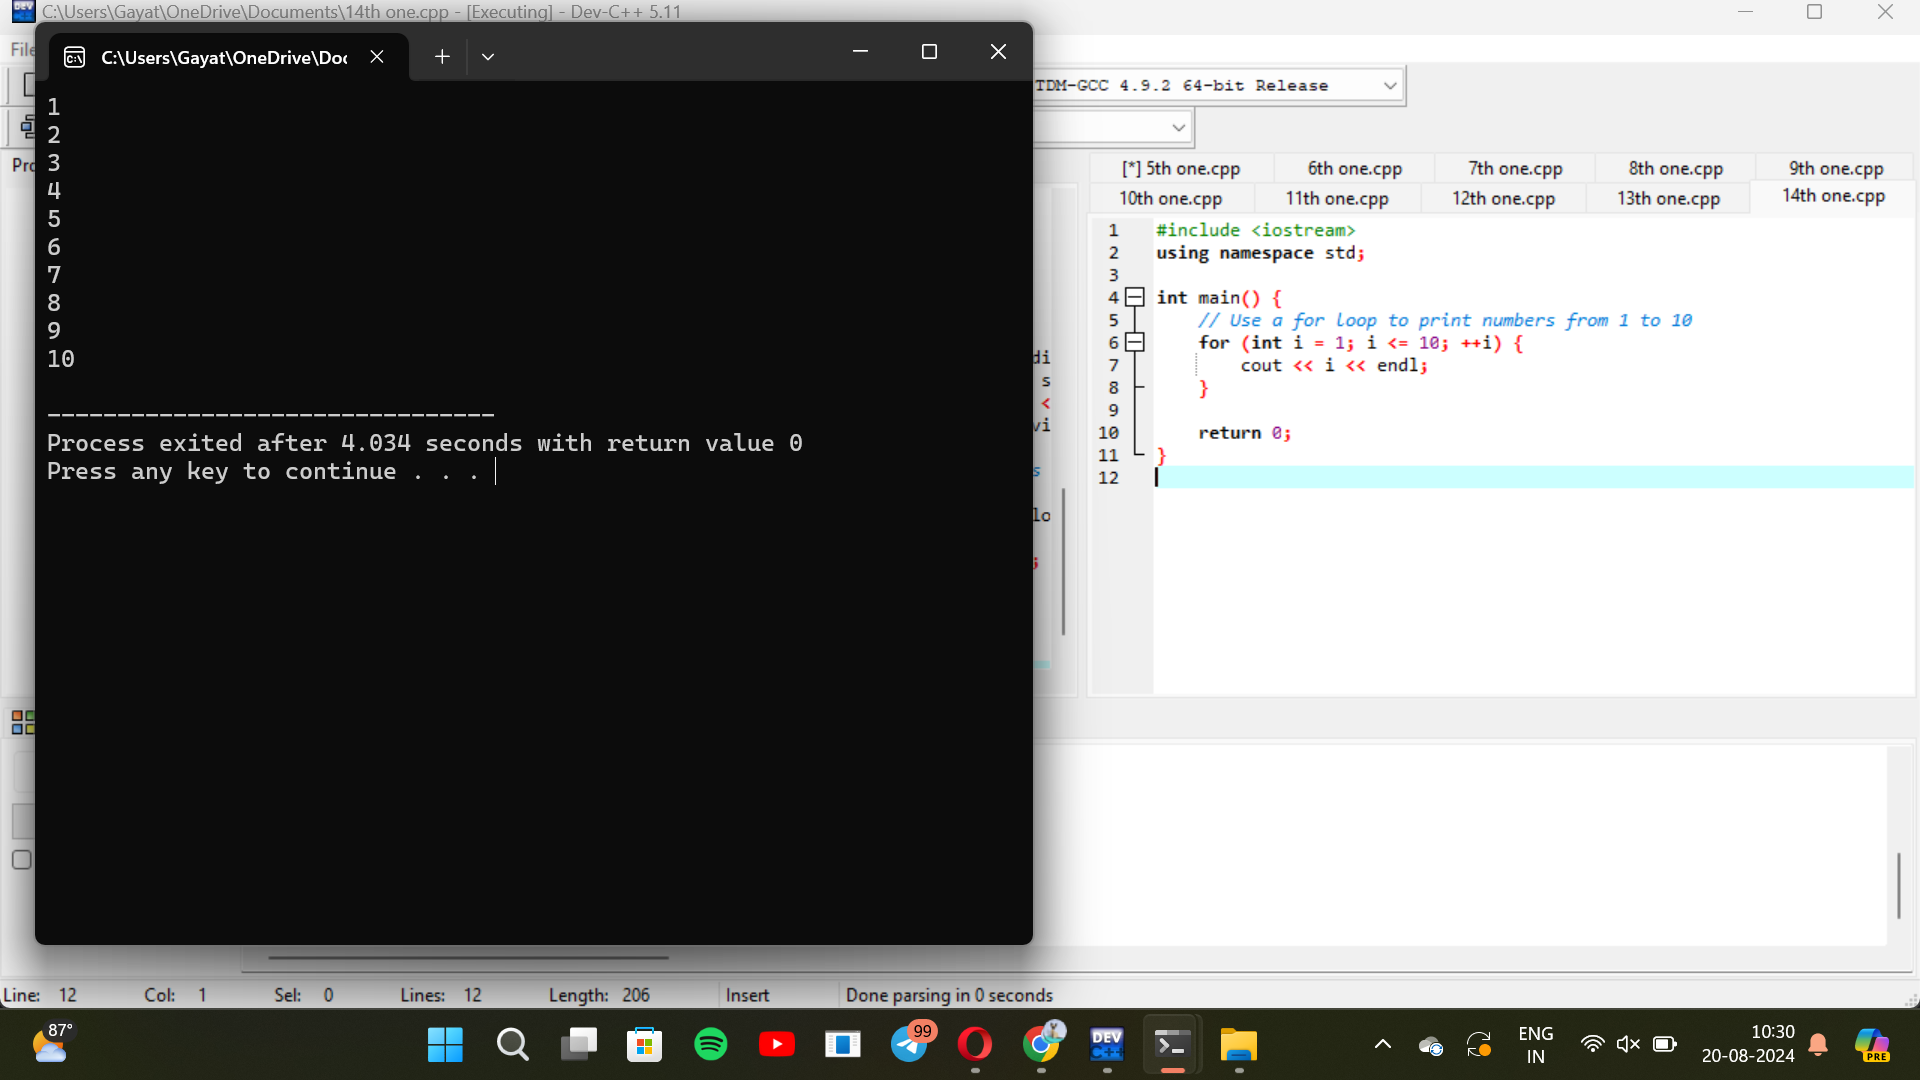 C:\Users\Gayat\OneDrive\Documents\14th one.cpp - [Executing] - Dev-C++ 5.11
C:\Users\Gayat\OneDrive\Doc
1
2
3
4
5
6
7
8
9
10
--------------------------------
Process exited after 4.034 seconds with return value 0
Press any key to continue . . .
File
TDM-GCC 4.9.2 64-bit Release
Pro
[*] 5th one.cpp 6th one.cpp 7th one.cpp 8th one.cpp 9th one.cpp
10th one.cpp 11th one.cpp 12th one.cpp 13th one.cpp 14th one.cpp
di
s
<
vi
s
lo
;
1 #include <iostream>
2 using namespace std;
3
4 int main() {
5 // Use a for loop to print numbers from 1 to 10
6 for (int i = 1; i <= 10; ++i) {
7 cout << i << endl;
8 }
9
10 return 0;
11 }
12
Line: 12 Col: 1 Sel: 0 Lines: 12 Length: 206 Insert Done parsing in 0 seconds
87°
99
DEV
C++
ENG
IN
10:30
20-08-2024
PRE